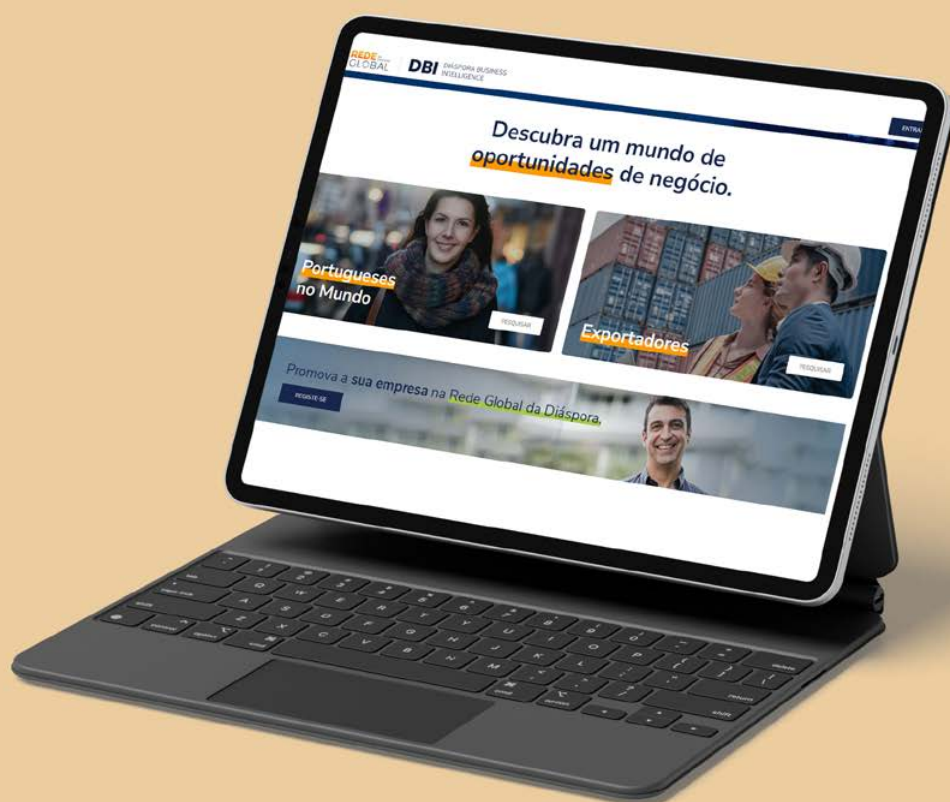 REDE
GLOBAL
DBI DIÁSPORA BUSINESS
INTELLIGENCE
ENTRAR
Descubra um mundo de
oportunidades de negócio.
Portugueses
no Mundo
PESQUISAR
Exportadores
PESQUISAR
Promova a sua empresa na Rede Global da Diáspora.
REGISTE-SE